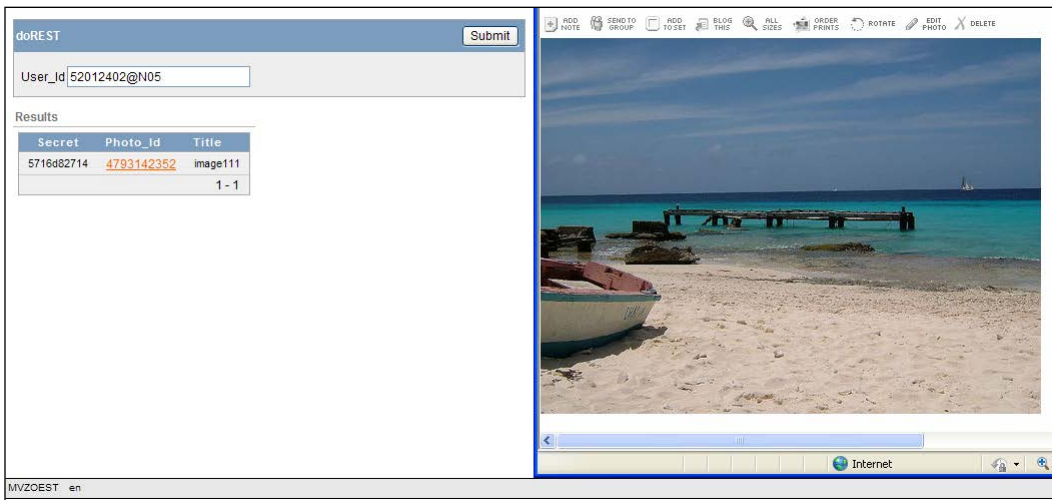 doREST
Submit
User_Id 52012402@N05
Results
Secret Photo_Id Title
5716d82714 4793142352 image111
1 - 1
MVZOEST en
ADD NOTE
SEND TO GROUP
ADD TO SET
BLOG THIS
ALL SIZES
ORDER PRINTS
ROTATE
EDIT PHOTO
DELETE
Internet